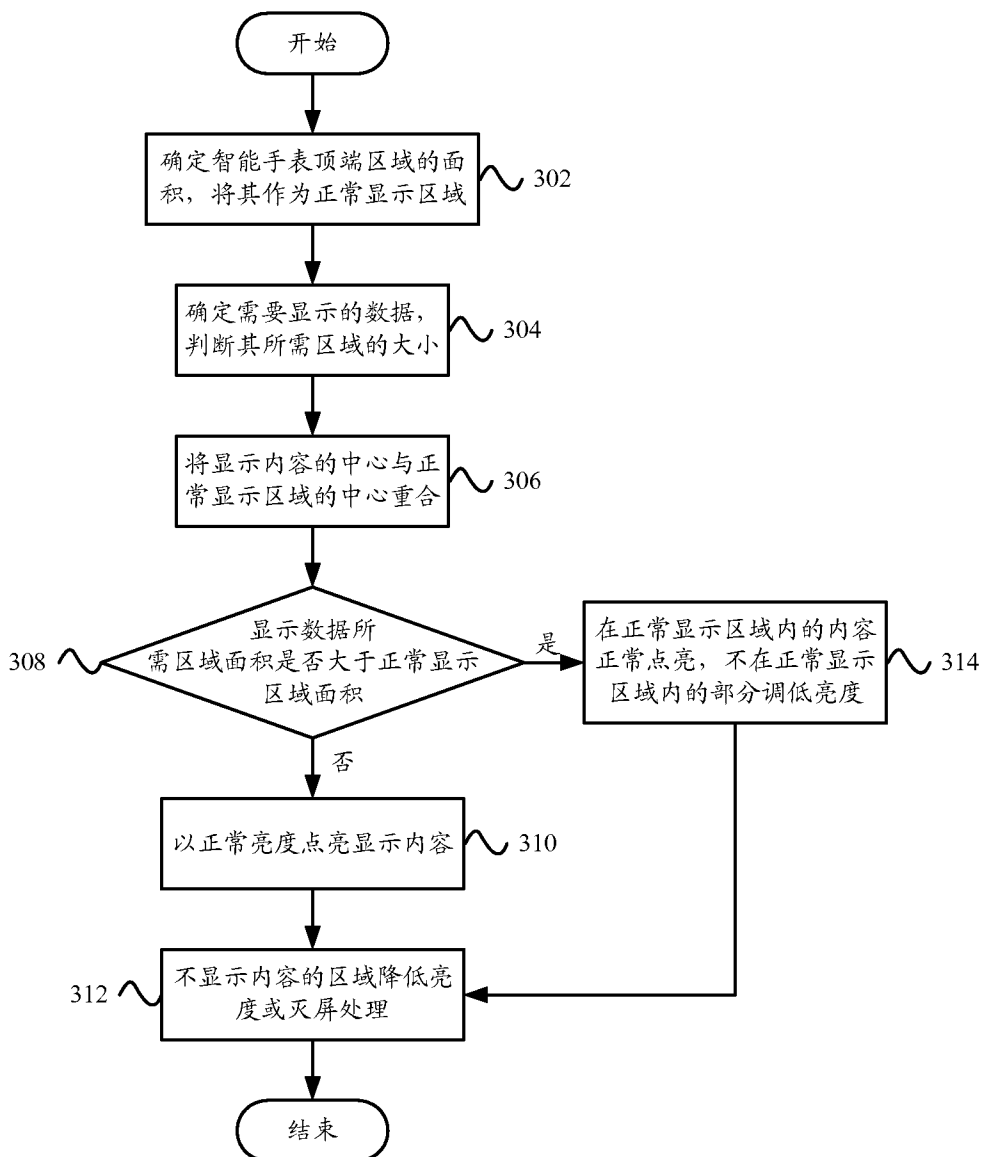 开始
确定智能手表顶端区域的面
积，将其作为正常显示区域
302
确定需要显示的数据，
判断其所需区域的大小
304
将显示内容的中心与正
常显示区域的中心重合
306
显示数据所
需区域面积是否大于正常显示
区域面积
308
是
在正常显示区域内的内容
正常点亮，不在正常显示
区域内的部分调低亮度
314
否
以正常亮度点亮显示内容
310
不显示内容的区域降低亮
度或灭屏处理
312
结束